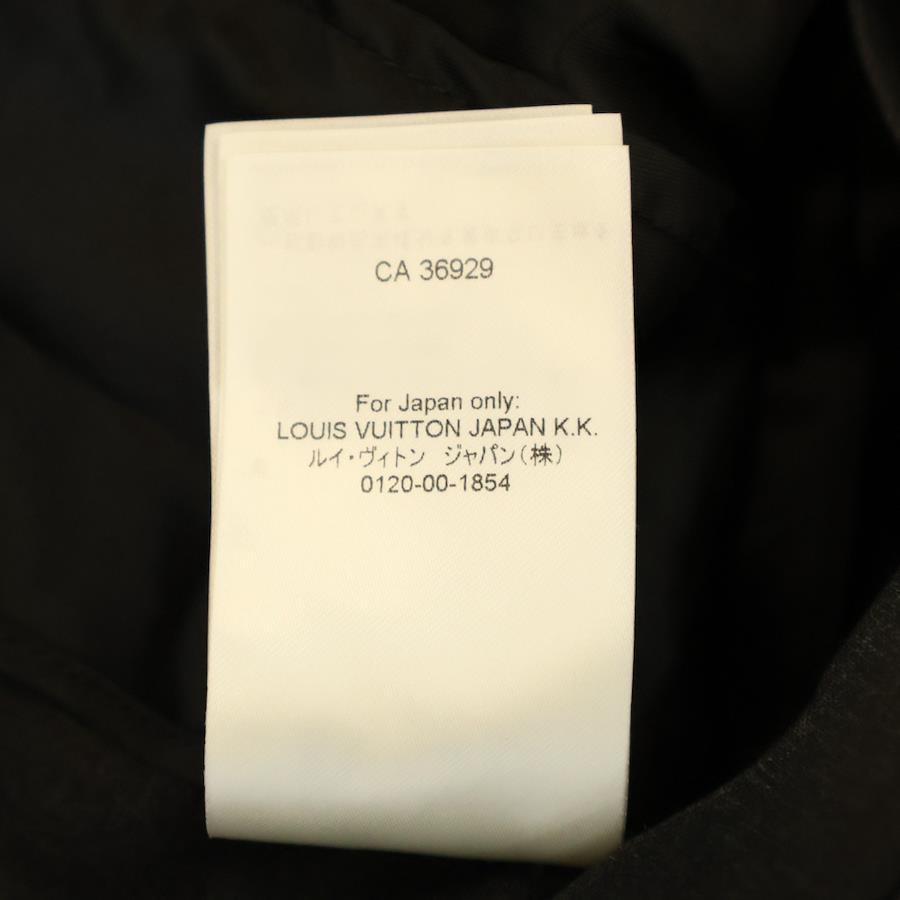 CA 36929
For Japan only:
LOUIS VUITTON JAPAN K.K.
ルイ・ヴィトン ジャパン(株)
0120-00-1854